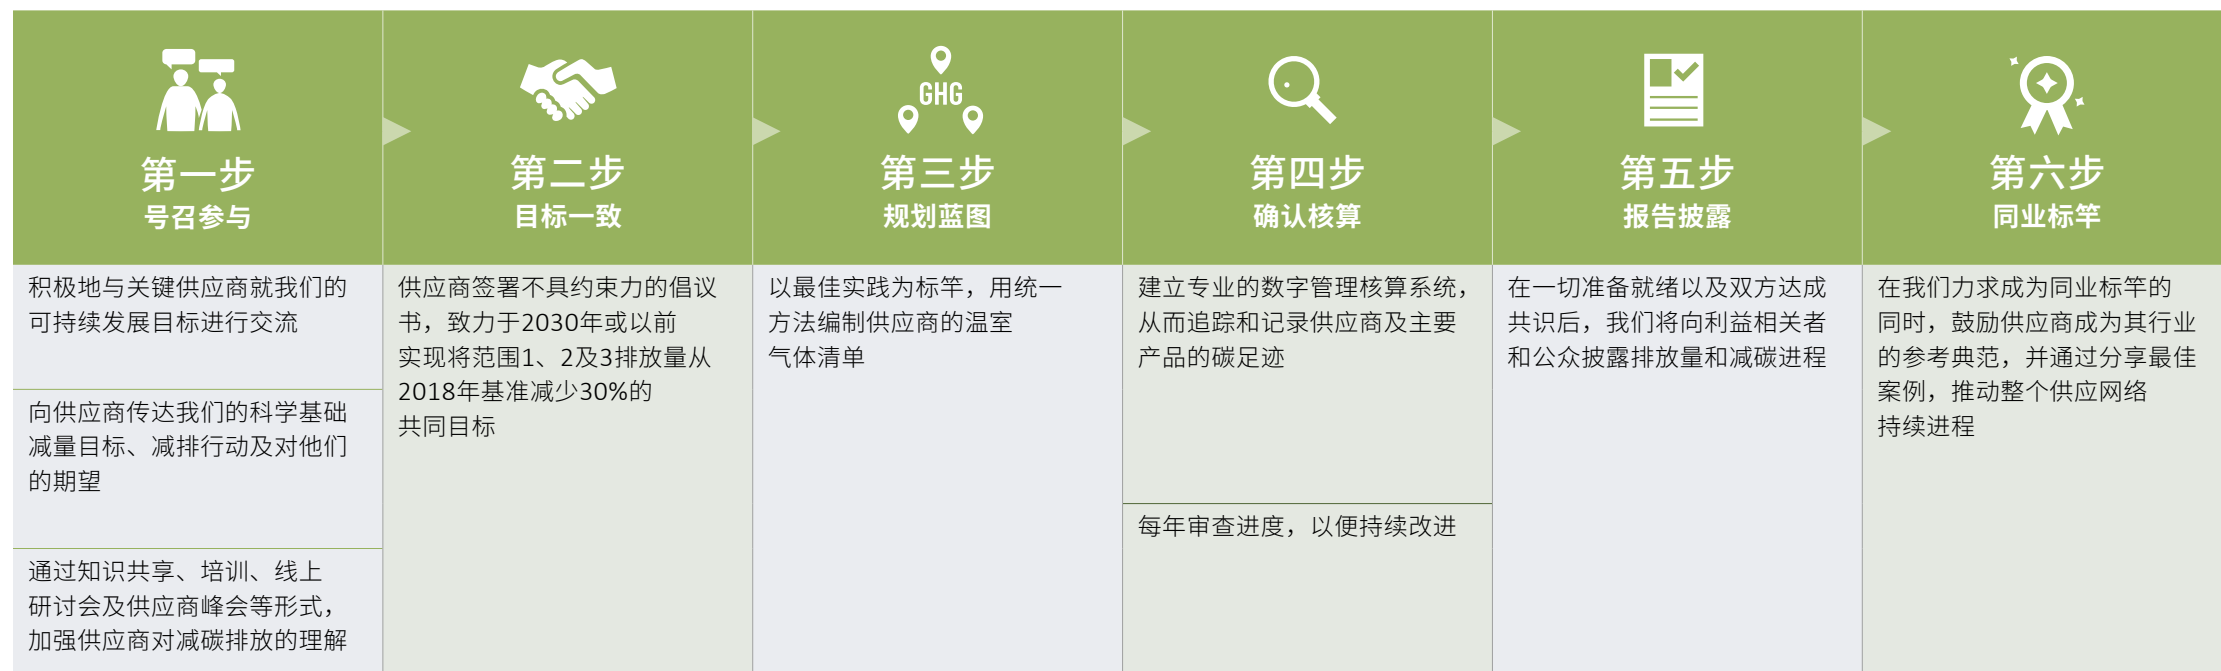 第一步
号召参与
积极地与关键供应商就我们的
可持续发展目标进行交流
向供应商传达我们的科学基础
减量目标、减排行动及对他们
的期望
通过知识共享、培训、线上
研讨会及供应商峰会等形式，
加强供应商对减碳排放的理解
第二步
目标一致
供应商签署不具约束力的倡议
书，致力于2030年或以前
实现将范围1、2及3排放量从
2018年基准减少30%的
共同目标
GHG
第三步
规划蓝图
以最佳实践为标竿，用统一
方法编制供应商的温室
气体清单
第四步
确认核算
建立专业的数字管理核算系统，
从而追踪和记录供应商及主要
产品的碳足迹
每年审查进度，以便持续改进
第五步
报告披露
在一切准备就绪以及双方达成
共识后，我们将向利益相关者
和公众披露排放量和减碳进程
第六步
同业标竿
在我们力求成为同业标竿的
同时，鼓励供应商成为其行业
的参考典范，并通过分享最佳
案例，推动整个供应网络
持续进程